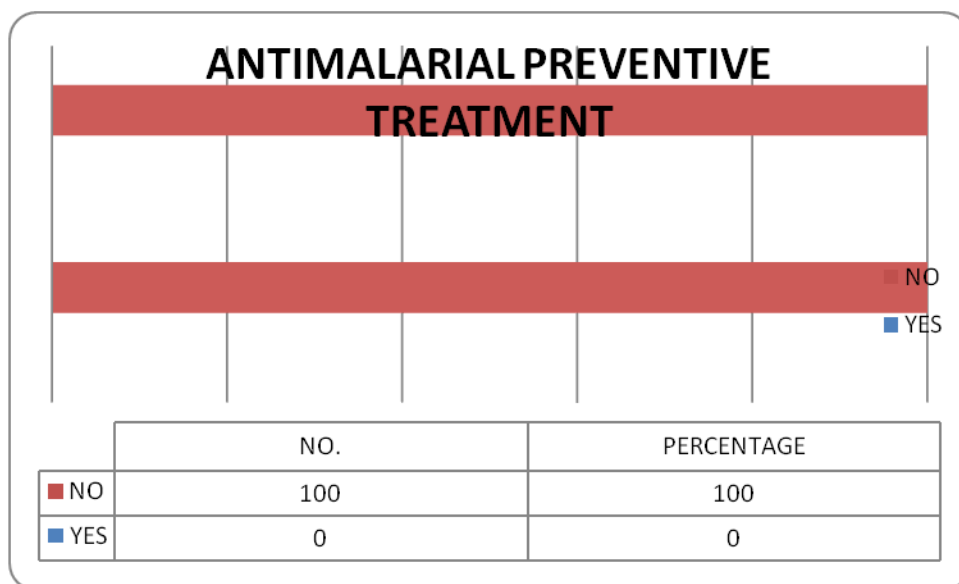 ANTIMALARIAL PREVENTIVE
TREATMENT
NO
YES
NO. PERCENTAGE
NO 100 100
YES 0 0